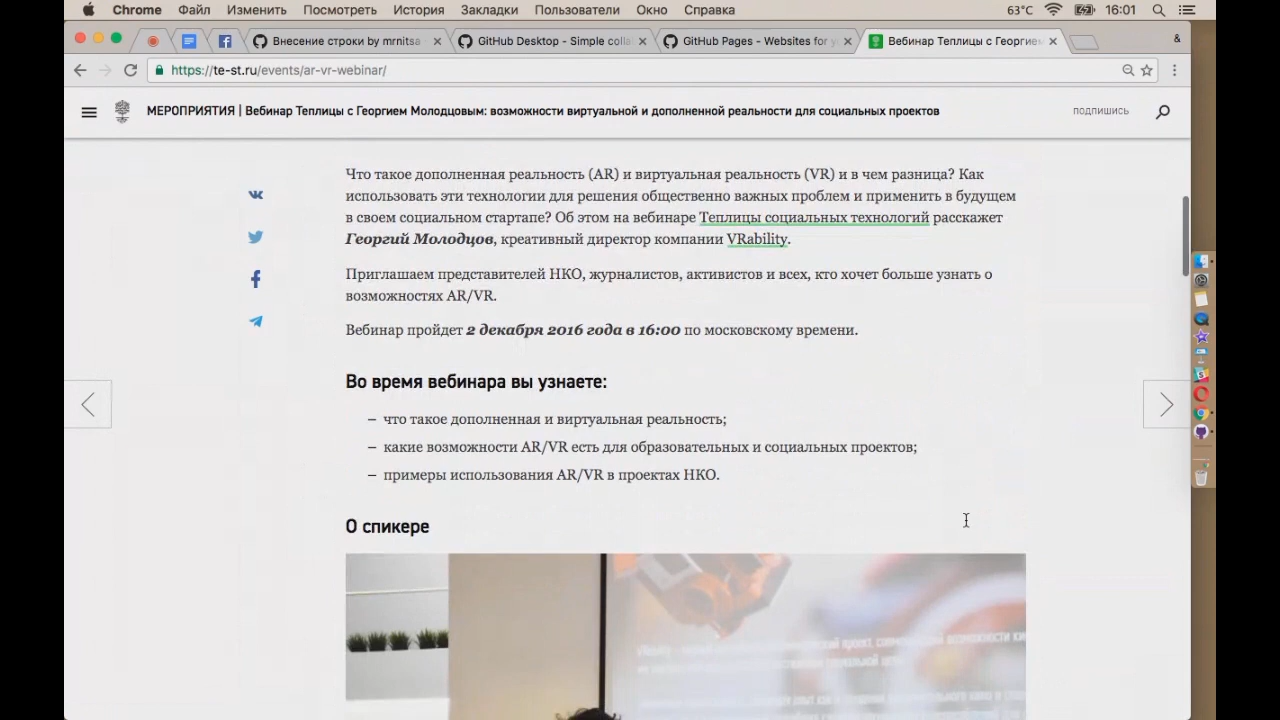 Chrome Файл Изменить Просмотреть История Закладки Пользователи Окно Справка 63°C 16:01
Внесение строки by mrnitsa GitHub Desktop - Simple colla GitHub Pages - Websites for y Вебинар Теплицы с Георгием
https://te-st.ru/events/ar-vr-webinar/
МЕРОПРИЯТИЯ | Вебинар Теплицы с Георгием Молодцовым: возможности виртуальной и дополненной реальности для социальных проектов подпишись
Что такое дополненная реальность (AR) и виртуальная реальность (VR) и в чем разница? Как
использовать эти технологии для решения общественно важных проблем и применить в будущем
в своем социальном стартапе? Об этом на вебинаре Теплицы социальных технологий расскажет
Георгий Молодцов, креативный директор компании VRability.
Приглашаем представителей НКО, журналистов, активистов и всех, кто хочет больше узнать о
возможностях AR/VR.
Вебинар пройдет 2 декабря 2016 года в 16:00 по московскому времени.
Во время вебинара вы узнаете:
– что такое дополненная и виртуальная реальность;
– какие возможности AR/VR есть для образовательных и социальных проектов;
– примеры использования AR/VR в проектах НКО.
О спикере